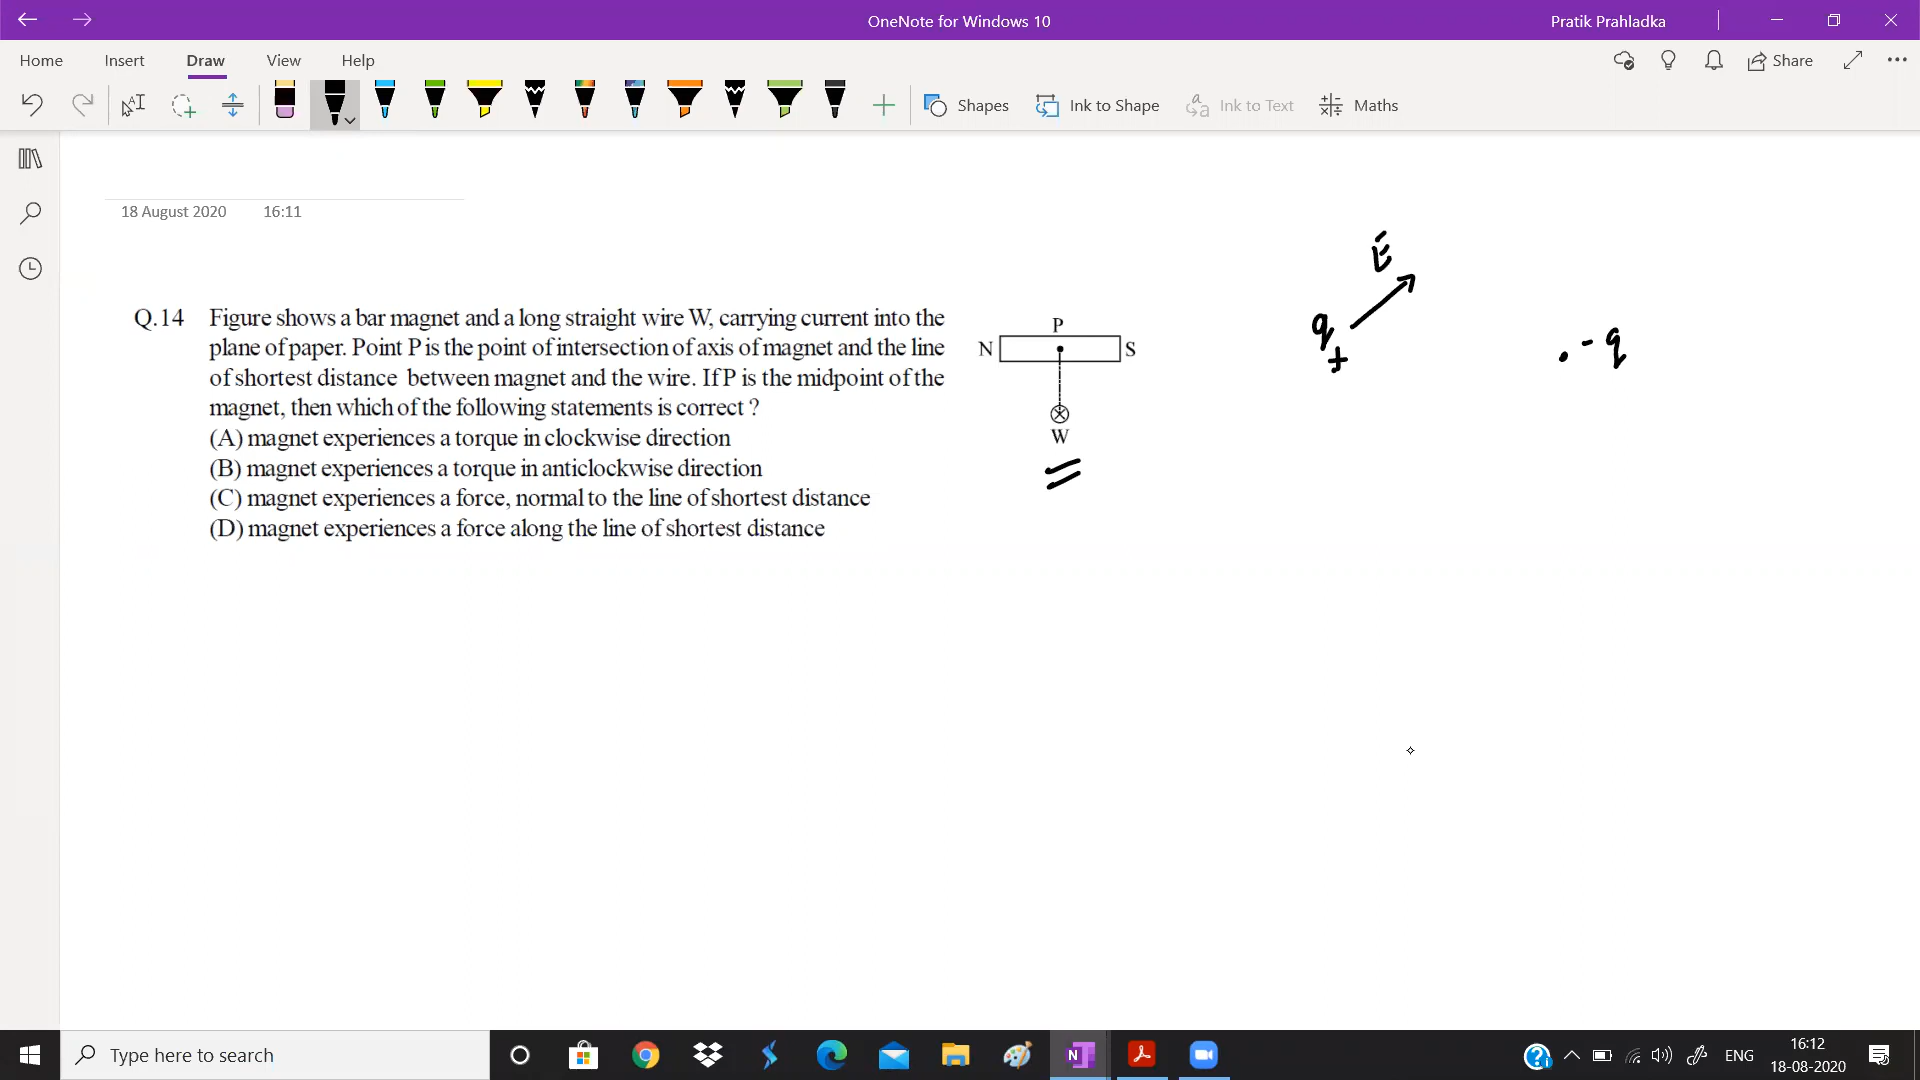 OneNote for Windows 10
Pratik Prahladka
Home Insert Draw View Help
Share
Shapes Ink to Shape Ink to Text Maths
18 August 2020 16:11
Q.14 Figure shows a bar magnet and a long straight wire W, carrying current into the
plane of paper. Point P is the point of intersection of axis of magnet and the line
of shortest distance between magnet and the wire. If P is the midpoint of the
magnet, then which of the following statements is correct ?
(A) magnet experiences a torque in clockwise direction
(B) magnet experiences a torque in anticlockwise direction
(C) magnet experiences a force, normal to the line of shortest distance
(D) magnet experiences a force along the line of shortest distance
P
N S
W
E
q
+
- q
Type here to search
ENG
16:12
18-08-2020